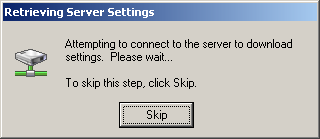 Retrieving Server Settings
Attempting to connect to the server to download
settings.  Please wait...
To skip this step, click Skip.
Skip